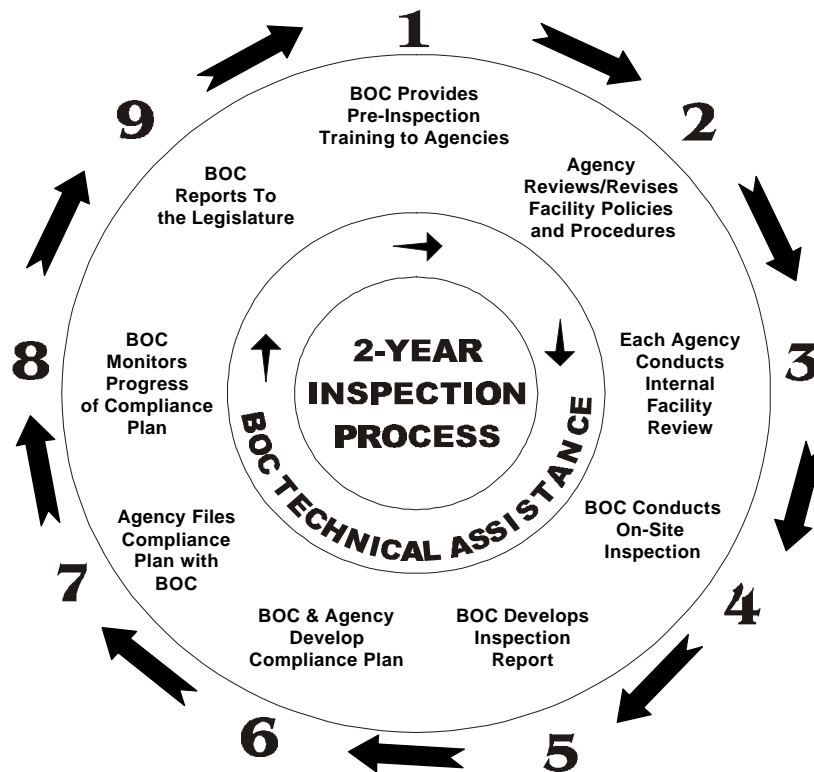 1
BOC Provides
Pre-Inspection
Training to Agencies
2
Agency
Reviews/Revises
Facility Policies
and Procedures
3
Each Agency
Conducts
Internal
Facility
Review
4
BOC Conducts
On-Site
Inspection
5
BOC Develops
Inspection
Report
6
BOC & Agency
Develop
Compliance Plan
7
Agency Files
Compliance
Plan with
BOC
8
BOC
Monitors
Progress
of Compliance
Plan
9
BOC
Reports To
the Legislature
2-YEAR
INSPECTION
PROCESS
BOC TECHNICAL ASSISTANCE